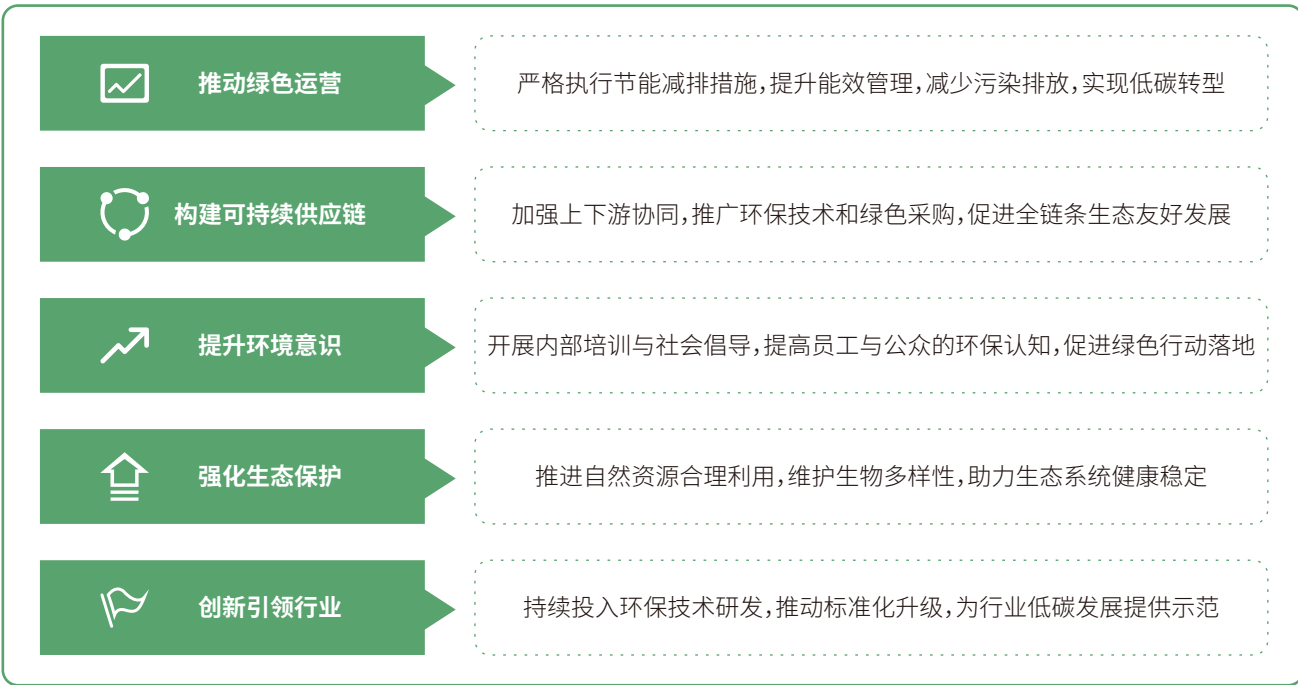 推动绿色运营
严格执行节能减排措施,提升能效管理,减少污染排放,实现低碳转型
构建可持续供应链
加强上下游协同,推广环保技术和绿色采购,促进全链条生态友好发展
提升环境意识
开展内部培训与社会倡导,提高员工与公众的环保认知,促进绿色行动落地
强化生态保护
推进自然资源合理利用,维护生物多样性,助力生态系统健康稳定
创新引领行业
持续投入环保技术研发,推动标准化升级,为行业低碳发展提供示范